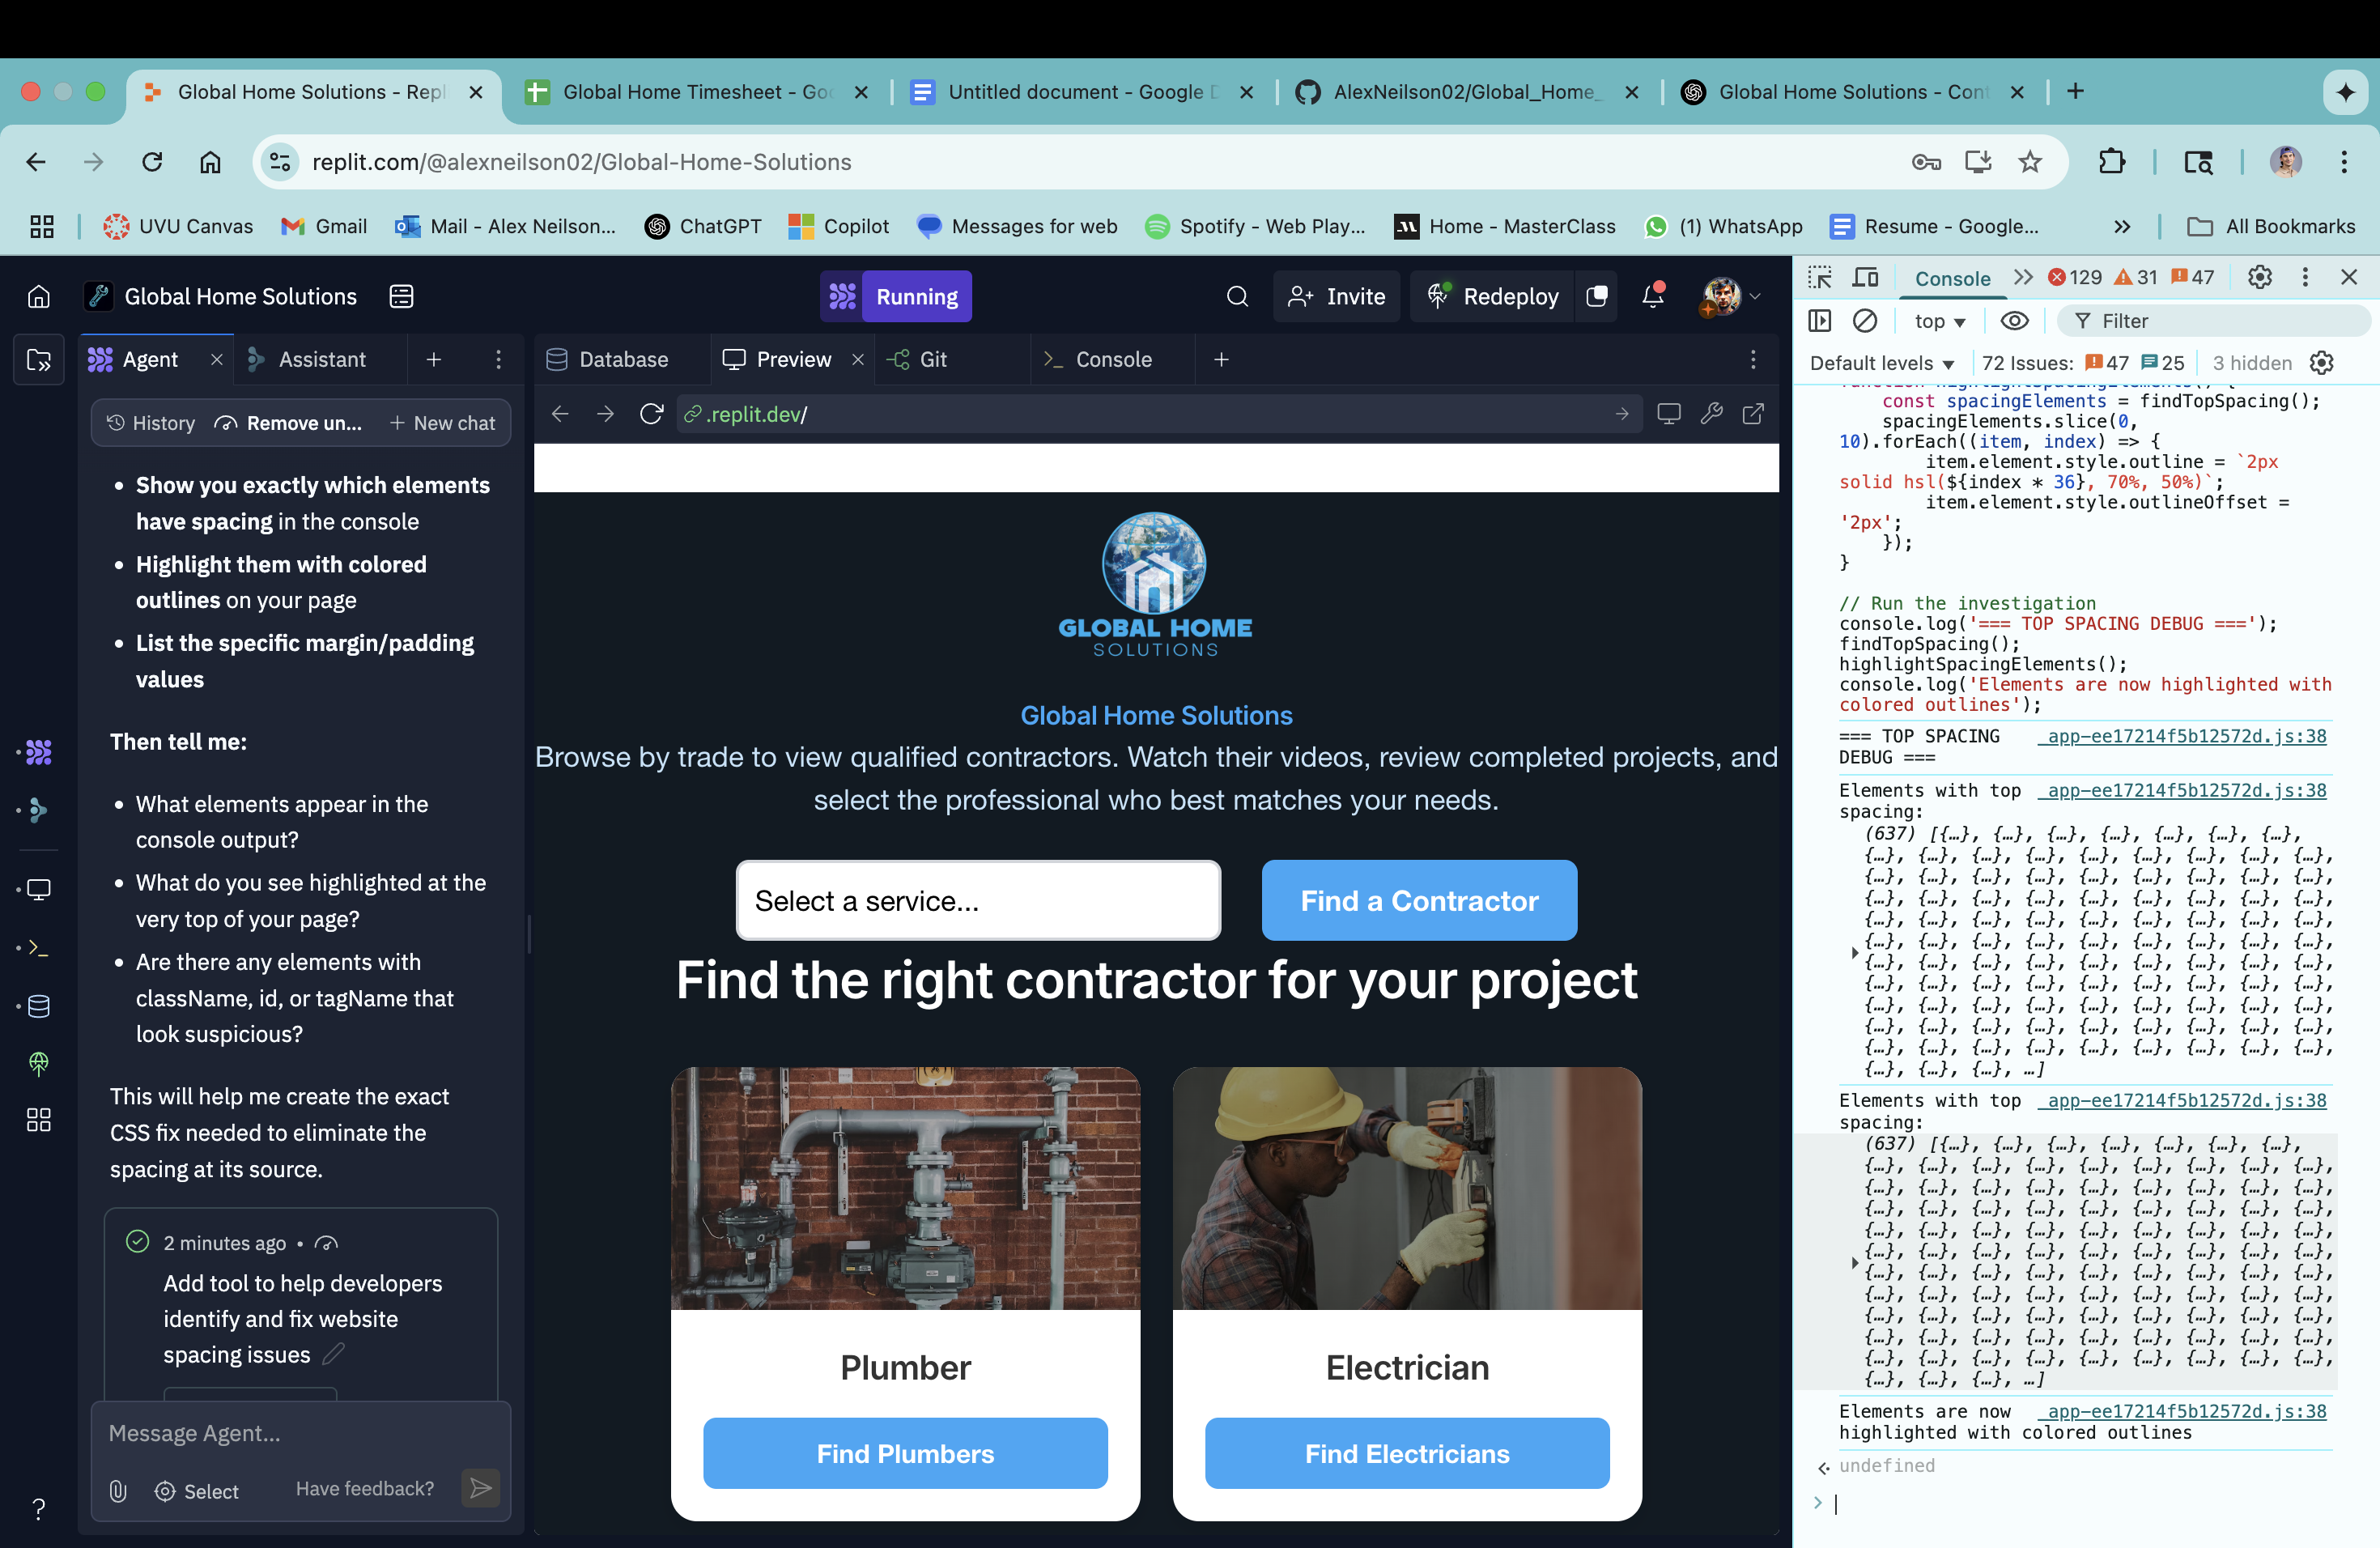 Global Home Solutions - Repl
Global Home Timesheet - Goo
Untitled document - Google D
AlexNeilson02/Global_Home_
Global Home Solutions - Cont
replit.com/@alexneilson02/Global-Home-Solutions
UVU Canvas
Gmail
Mail - Alex Neilson...
ChatGPT
Copilot
Messages for web
Spotify - Web Play...
Home - MasterClass
(1) WhatsApp
Resume - Google...
All Bookmarks
Global Home Solutions
Running
Invite
Redeploy
Agent
Assistant
History
Remove un...
New chat
Show you exactly which elements
have spacing in the console
Highlight them with colored
outlines on your page
List the specific margin/padding
values
Then tell me:
What elements appear in the
console output?
What do you see highlighted at the
very top of your page?
Are there any elements with
className, id, or tagName that
look suspicious?
This will help me create the exact
CSS fix needed to eliminate the
spacing at its source.
2 minutes ago •
Add tool to help developers
identify and fix website
spacing issues
Message Agent...
Select
Have feedback?
Database
Preview
Git
Console
.replit.dev/
GLOBAL HOME
SOLUTIONS
Global Home Solutions
Browse by trade to view qualified contractors. Watch their videos, review completed projects, and
select the professional who best matches your needs.
Select a service...
Find a Contractor
Find the right contractor for your project
Plumber
Find Plumbers
Electrician
Find Electricians
Console
129
31
47
top
Filter
Default levels
72 Issues:
47
25
3 hidden
function highlightSpacingElements() {
const spacingElements = findTopSpacing();
spacingElements.slice(0,
10).forEach((item, index) => {
item.element.style.outline = `2px
solid hsl(${index * 36}, 70%, 50%)`;
item.element.style.outlineOffset =
'2px';
});
}
// Run the investigation
console.log('=== TOP SPACING DEBUG ===');
findTopSpacing();
highlightSpacingElements();
console.log('Elements are now highlighted with
colored outlines');
=== TOP SPACING
_app-ee17214f5b12572d.js:38
DEBUG ===
Elements with top
_app-ee17214f5b12572d.js:38
spacing:
(637) [{…}, {…}, {…}, {…}, {…}, {…}, {…},
{…}, {…}, {…}, {…}, {…}, {…}, {…}, {…}, {…},
{…}, {…}, {…}, {…}, {…}, {…}, {…}, {…}, {…},
{…}, {…}, {…}, {…}, {…}, {…}, {…}, {…}, {…},
{…}, {…}, {…}, {…}, {…}, {…}, {…}, {…}, {…},
{…}, {…}, {…}, {…}, {…}, {…}, {…}, {…}, {…},
{…}, {…}, {…}, {…}, {…}, {…}, {…}, {…}, {…},
{…}, {…}, {…}, {…}, {…}, {…}, {…}, {…}, {…},
{…}, {…}, {…}, {…}, {…}, {…}, {…}, {…}, {…},
{…}, {…}, {…}, {…}, {…}, {…}, {…}, {…}, {…},
{…}, {…}, {…}, {…}, {…}, {…}, {…}, {…}, {…},
{…}, {…}, {…}, …]
Elements with top
_app-ee17214f5b12572d.js:38
spacing:
(637) [{…}, {…}, {…}, {…}, {…}, {…}, {…},
{…}, {…}, {…}, {…}, {…}, {…}, {…}, {…}, {…},
{…}, {…}, {…}, {…}, {…}, {…}, {…}, {…}, {…},
{…}, {…}, {…}, {…}, {…}, {…}, {…}, {…}, {…},
{…}, {…}, {…}, {…}, {…}, {…}, {…}, {…}, {…},
{…}, {…}, {…}, {…}, {…}, {…}, {…}, {…}, {…},
{…}, {…}, {…}, {…}, {…}, {…}, {…}, {…}, {…},
{…}, {…}, {…}, {…}, {…}, {…}, {…}, {…}, {…},
{…}, {…}, {…}, {…}, {…}, {…}, {…}, {…}, {…},
{…}, {…}, {…}, {…}, {…}, {…}, {…}, {…}, {…},
{…}, {…}, {…}, {…}, {…}, {…}, {…}, {…}, {…},
{…}, {…}, {…}, …]
Elements are now
_app-ee17214f5b12572d.js:38
highlighted with colored outlines
undefined